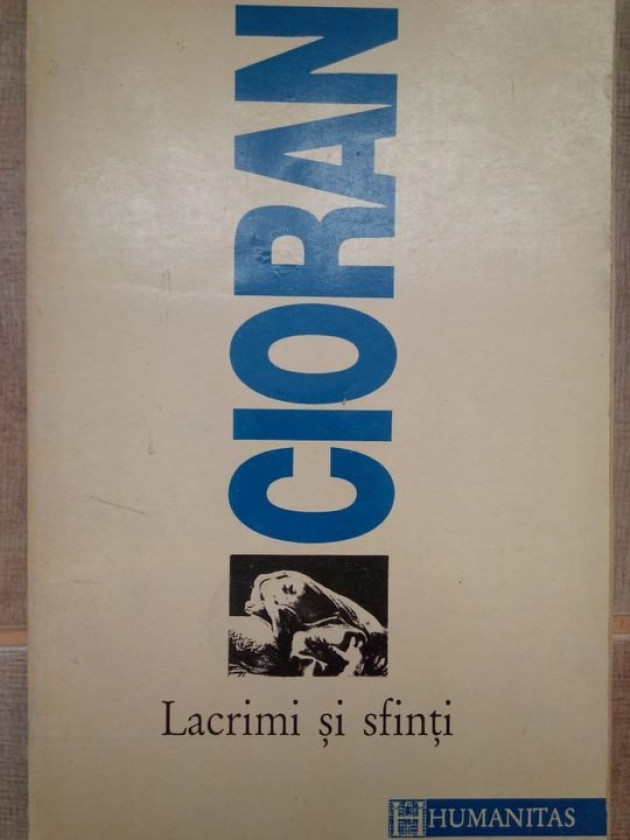 CIORAN
Lacrimi și sfinți
HUMANITAS